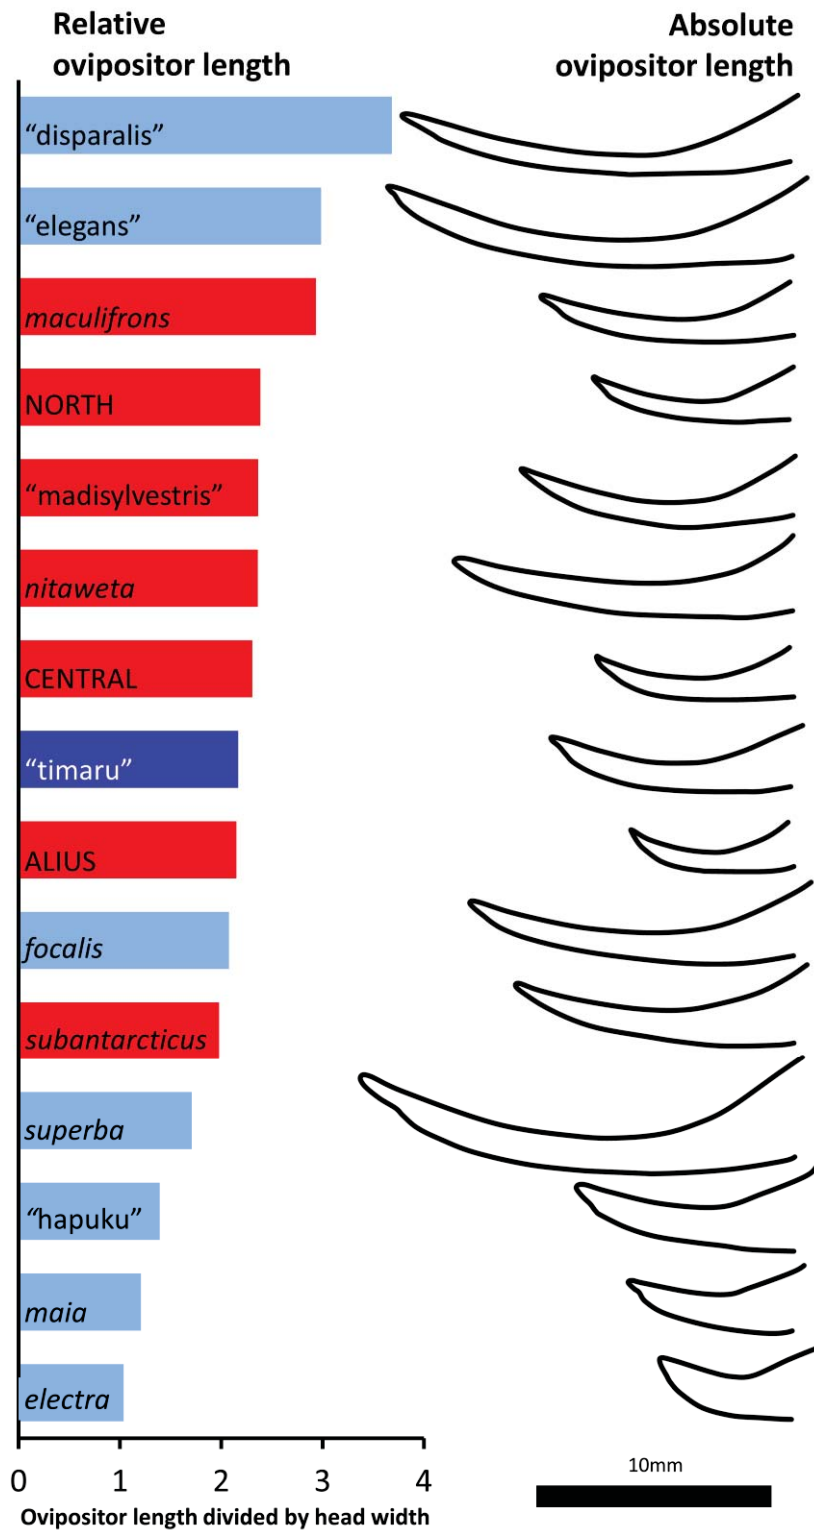 Relative
ovipositor length
Absolute
ovipositor length
“disparalis”
“elegans”
maculifrons
NORTH
“madisylvestris”
nitaweta
CENTRAL
“timaru”
ALIUS
focalis
subantarcticus
superba
“hapuku”
maia
electra
0 1 2 3 4
Ovipositor length divided by head width
10mm